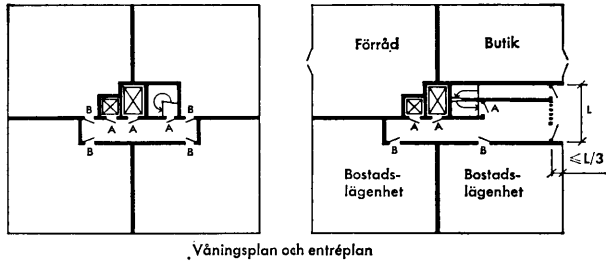 Förråd
Butik
B
B
A
A
A
B
B
A
L
A
A
B
B
≤ L/3
Bostads-
lägenhet
Bostads-
lägenhet
Våningsplan och entréplan